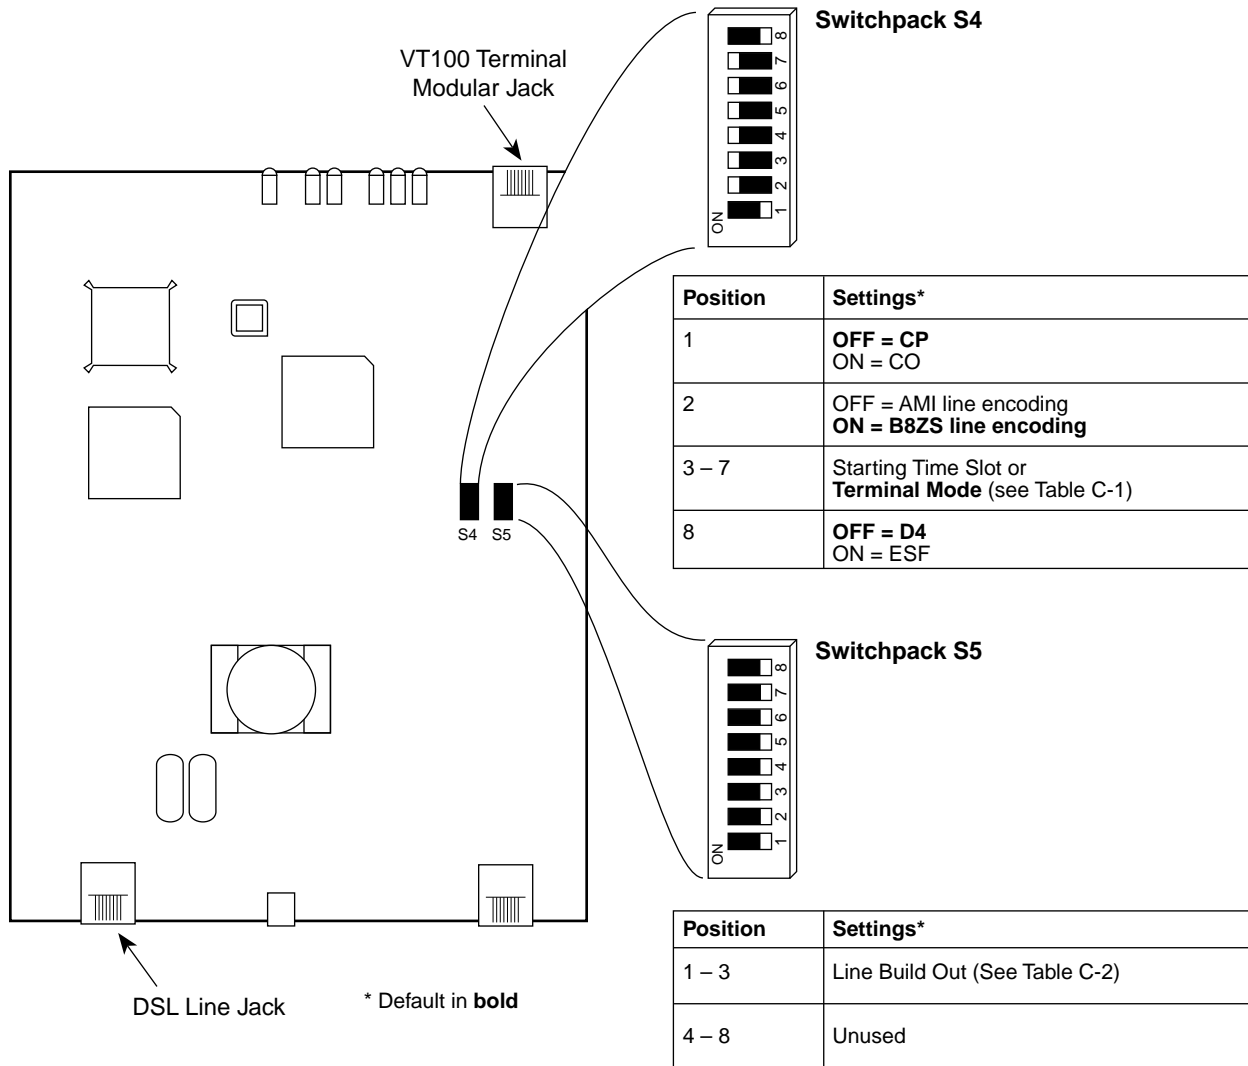 Switchpack S4
VT100 Terminal
Modular Jack
8
7
6
5
4
3
2
1
ON
Position Settings*
1 OFF = CP
ON = CO
2 OFF = AMI line encoding
ON = B8ZS line encoding
3 – 7 Starting Time Slot or
Terminal Mode (see Table C-1)
8 OFF = D4
ON = ESF
S4 S5
Switchpack S5
8
7
6
5
4
3
2
1
ON
Position Settings*
1 – 3 Line Build Out (See Table C-2)
4 – 8 Unused
DSL Line Jack
* Default in bold